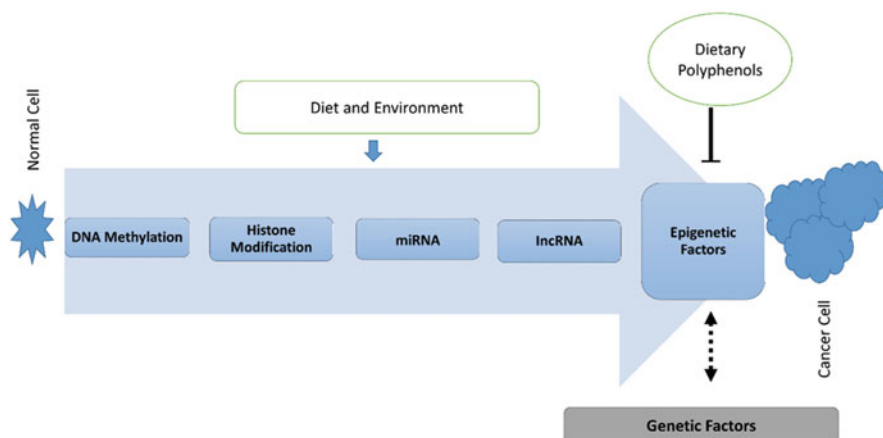 Normal Cell
Diet and Environment
Dietary
Polyphenols
DNA Methylation
Histone
Modification
miRNA
lncRNA
Epigenetic
Factors
Cancer Cell
Genetic Factors